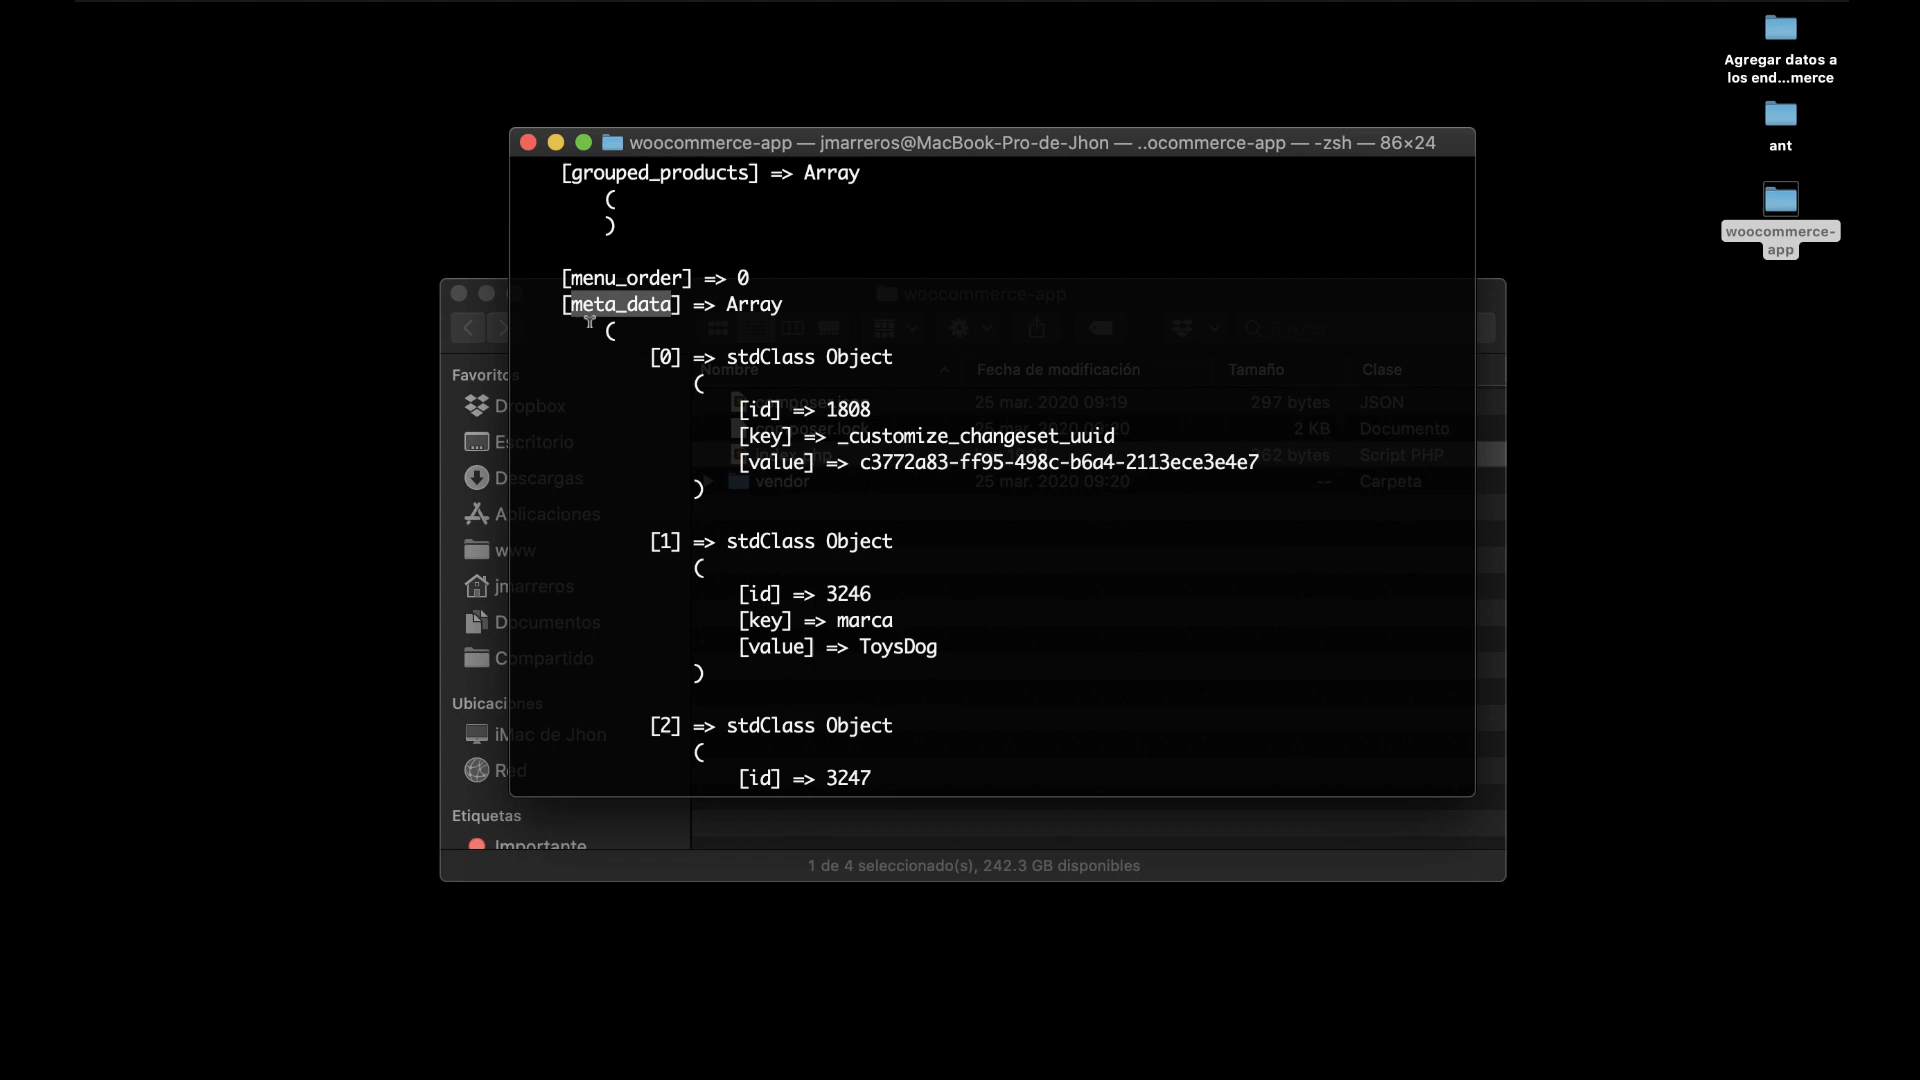 Agregar datos a
los end...merce
ant
woocommerce-
app
woocommerce-app — jmarreros@MacBook-Pro-de-Jhon — ..ocommerce-app — -zsh — 86×24
[grouped_products] => Array
(
)
[menu_order] => 0
[meta_data] => Array
(
[0] => stdClass Object
(
[id] => 1808
[key] => _customize_changeset_uuid
[value] => c3772a83-ff95-498c-b6a4-2113ece3e4e7
)
[1] => stdClass Object
(
[id] => 3246
[key] => marca
[value] => ToysDog
)
[2] => stdClass Object
(
[id] => 3247
woocommerce-app
Favoritos
Dropbox
Escritorio
Descargas
Aplicaciones
www
jmarreros
Documentos
Compartido
Ubicaciones
iMac de Jhon
Red
Etiquetas
Importante
Nombre
Fecha de modificación
Tamaño
Clase
25 mar. 2020 09:19
297 bytes
JSON
composer.lock
2 KB
Documento
Script PHP
vendor
25 mar. 2020 09:20
--
Carpeta
1 de 4 seleccionado(s), 242.3 GB disponibles